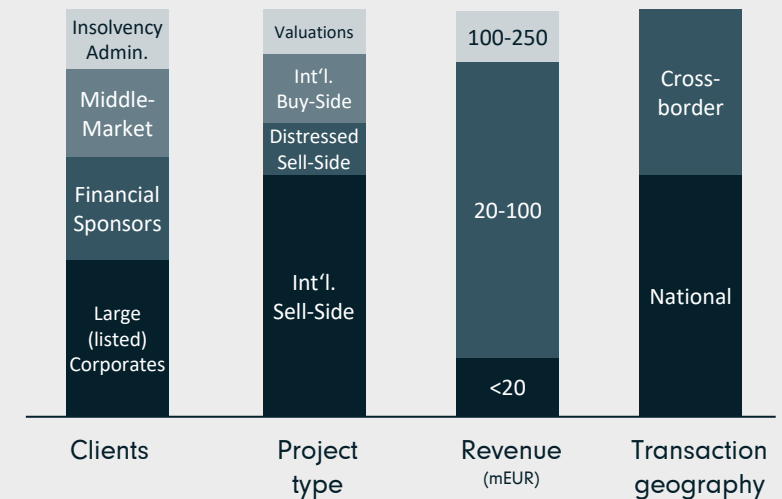 Insolvency
Admin.
Middle-
Market
Financial
Sponsors
Large
(listed)
Corporates
Clients
Valuations
Int‘l.
Buy-Side
Distressed
Sell-Side
Int‘l.
Sell-Side
Project
type
100-250
20-100
<20
Revenue
(mEUR)
Cross-
border
National
Transaction
geography